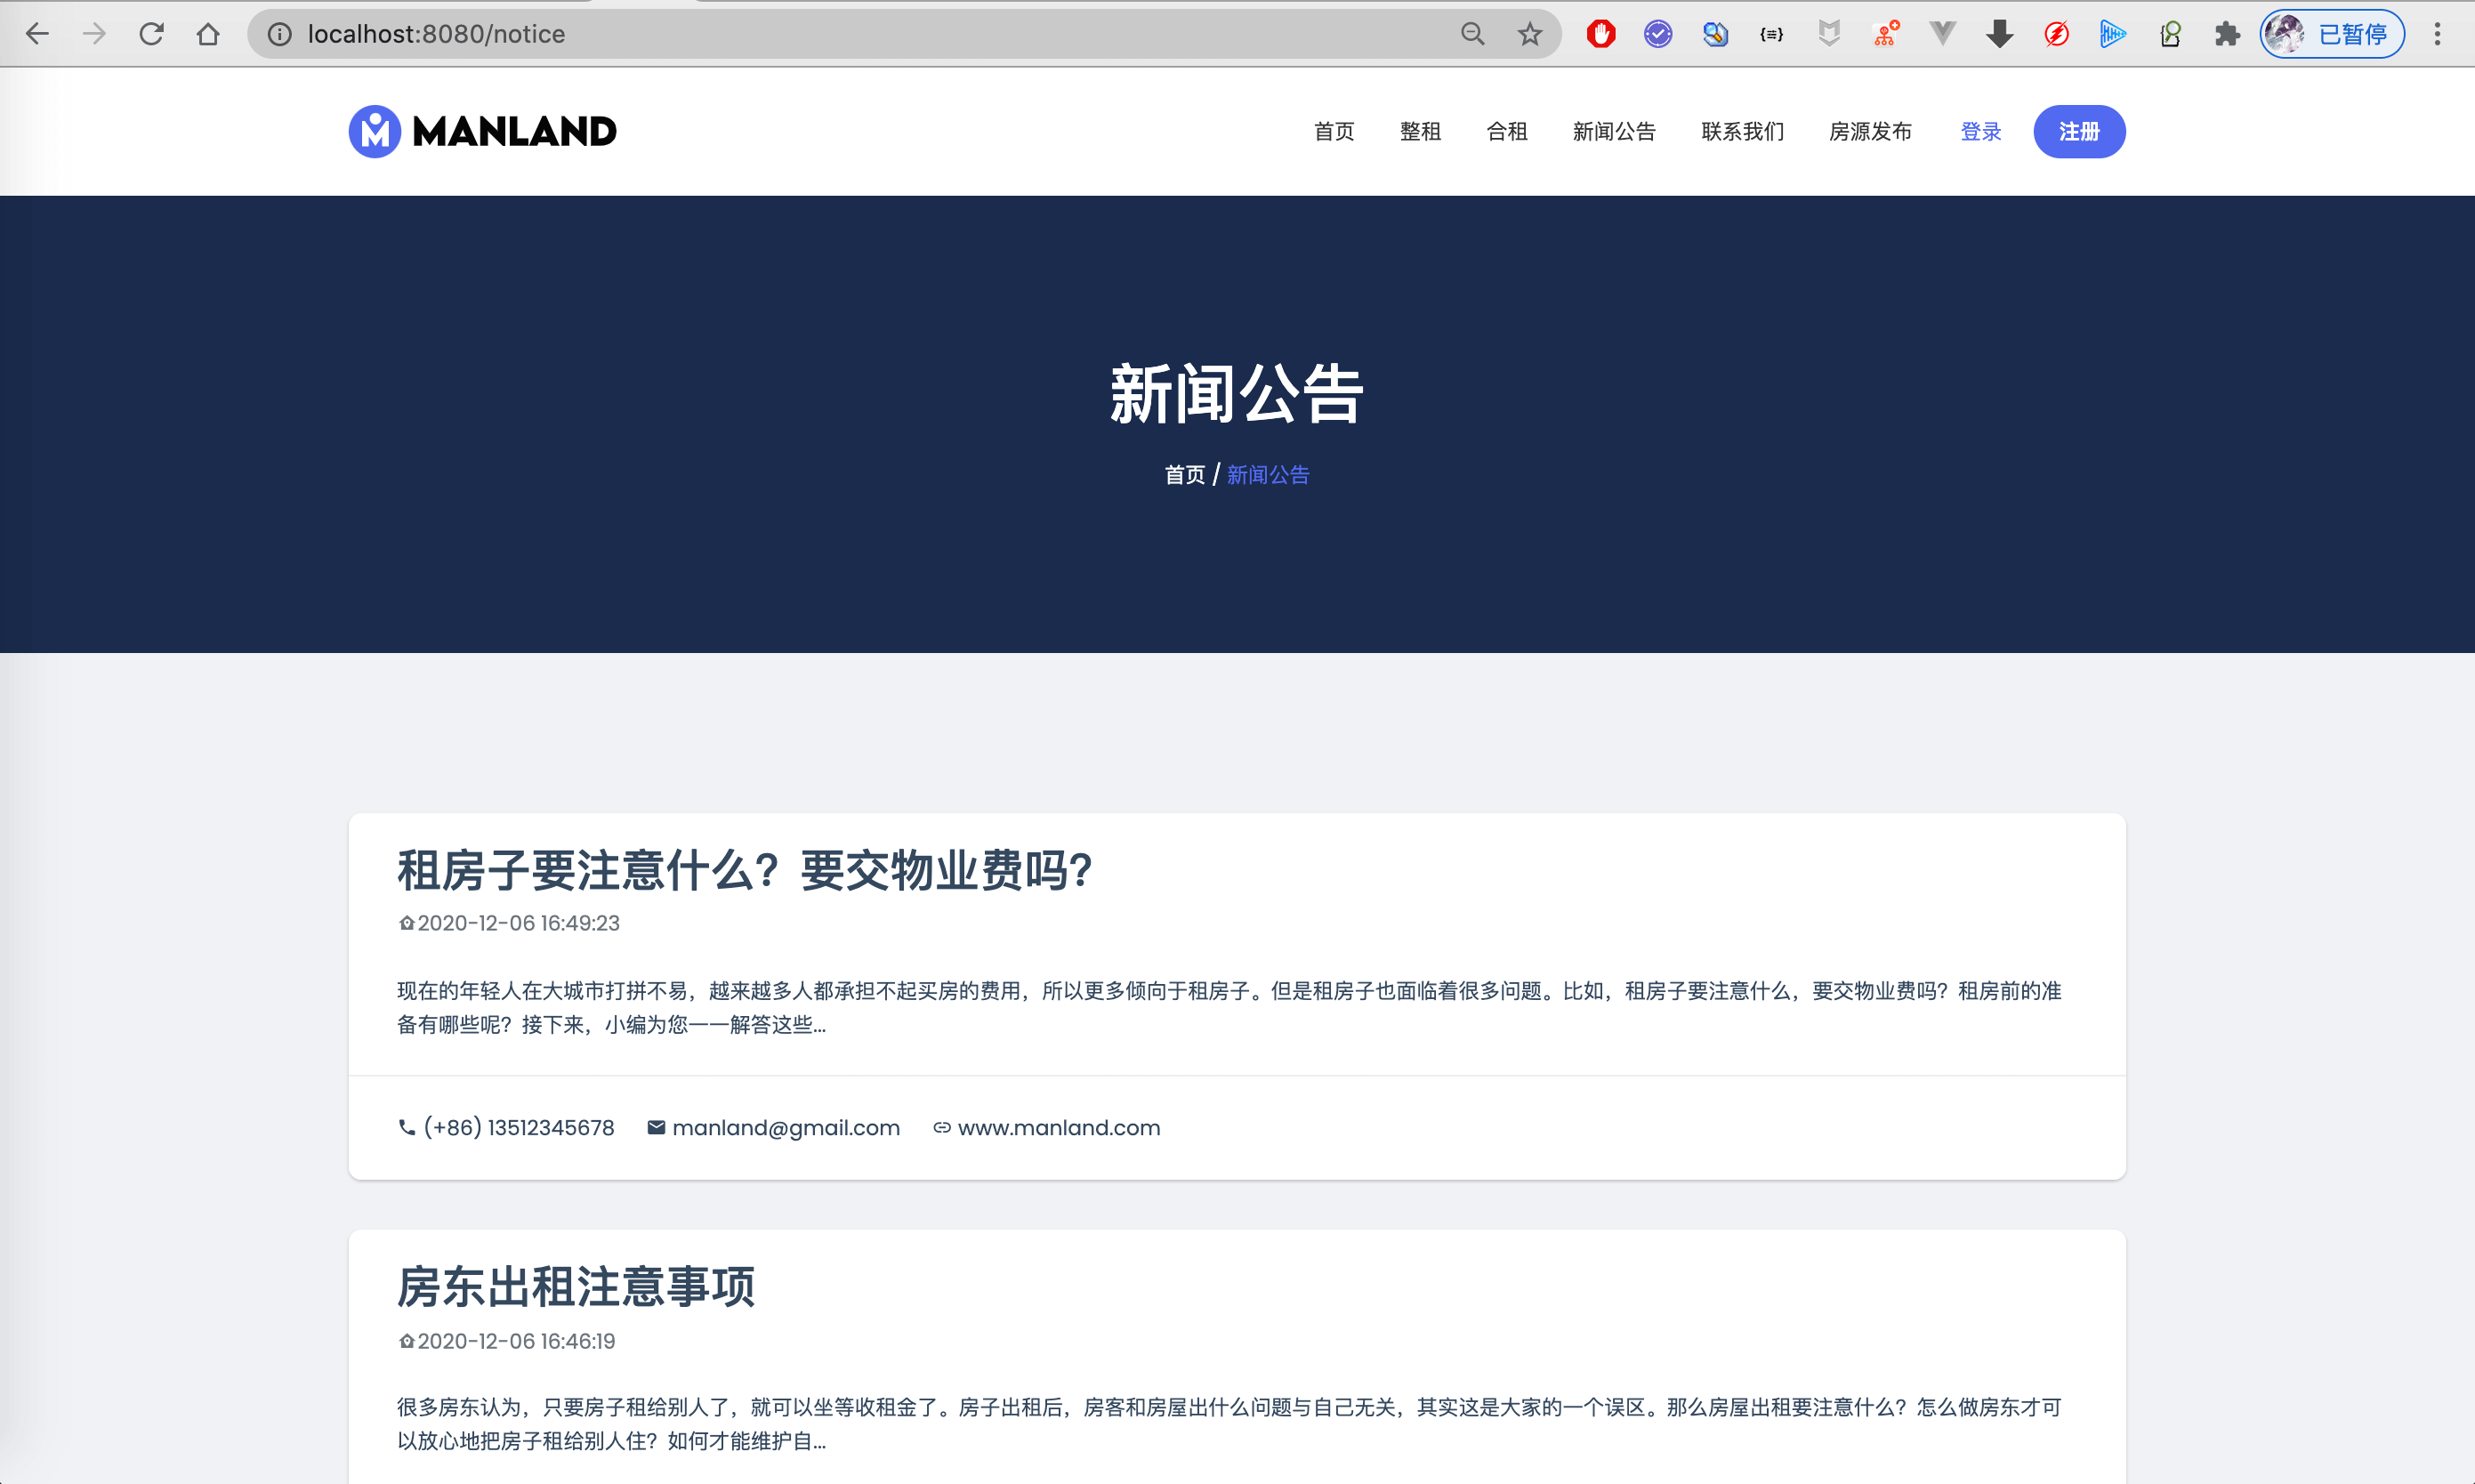 localhost:8080/notice
已暂停
MANLAND
首页 整租 合租 新闻公告 联系我们 房源发布 登录 注册
新闻公告
首页 / 新闻公告
租房子要注意什么？要交物业费吗？
2020-12-06 16:49:23
现在的年轻人在大城市打拼不易，越来越多人都承担不起买房的费用，所以更多倾向于租房子。但是租房子也面临着很多问题。比如，租房子要注意什么，要交物业费吗？租房前的准
备有哪些呢？接下来，小编为您一一解答这些...
(+86) 13512345678 manland@gmail.com www.manland.com
房东出租注意事项
2020-12-06 16:46:19
很多房东认为，只要房子租给别人了，就可以坐等收租金了。房子出租后，房客和房屋出什么问题与自己无关，其实这是大家的一个误区。那么房屋出租要注意什么？怎么做房东才可
以放心地把房子租给别人住？如何才能维护自...